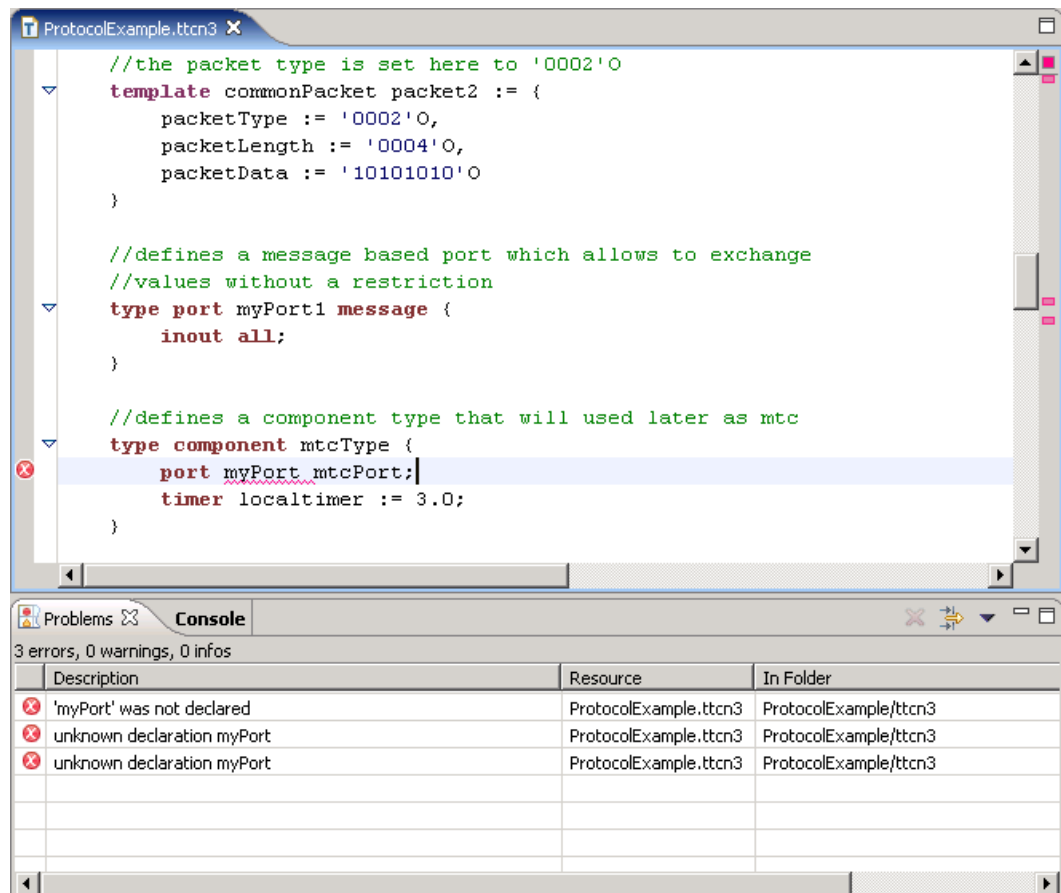 ProtocolExample.ttcn3
//the packet type is set here to '0002'O
template commonPacket packet2 := {
packetType := '0002'O,
packetLength := '0004'O,
packetData := '10101010'O
}
//defines a message based port which allows to exchange
//values without a restriction
type port myPort1 message {
inout all;
}
//defines a component type that will used later as mtc
type component mtcType {
port myPort mtcPort;
timer localtimer := 3.0;
}
Problems Console
3 errors, 0 warnings, 0 infos
Description Resource In Folder
'myPort' was not declared ProtocolExample.ttcn3 ProtocolExample/ttcn3
unknown declaration myPort ProtocolExample.ttcn3 ProtocolExample/ttcn3
unknown declaration myPort ProtocolExample.ttcn3 ProtocolExample/ttcn3